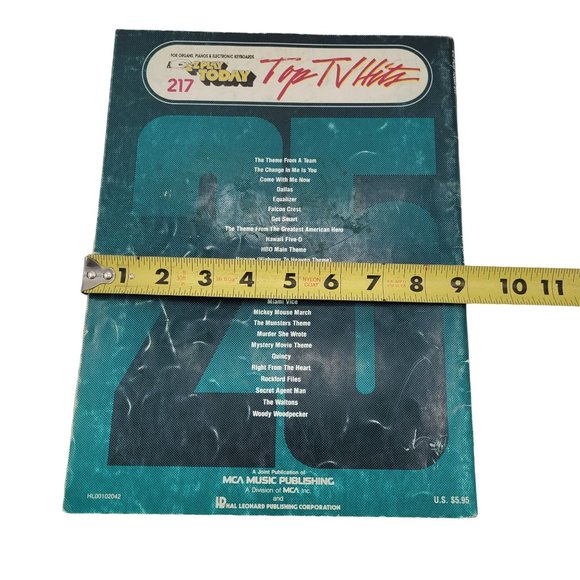 FOR ORGANS, PIANOS & ELECTRONIC KEYBOARDS
E-Z PLAY TODAY
217
Top TV Hits
The Theme From A Team
The Change In Me Is You
Come With Me Now
Dallas
Equalizer
Falcon Crest
Get Smart
The Theme From The Greatest American Hero
Hawaii Five-O
HBO Main Theme
1 2 3 4 5 6 7 8 9 10 11
NYLON
COAT
Miami Vice
Mickey Mouse March
The Munsters Theme
Murder She Wrote
Mystery Movie Theme
Quincy
Right From The Heart
Rockford Files
Secret Agent Man
The Waltons
Woody Woodpecker
A Joint Publication of
MCA MUSIC PUBLISHING
A Division of MCA Inc.
and
HAL LEONARD PUBLISHING CORPORATION
HL00102042
U.S. $5.95